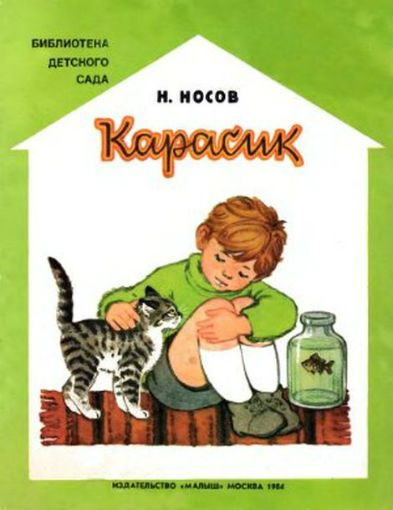 БИБЛИОТЕКА
ДЕТСКОГО
САДА
Н. НОСОВ
Карасик
ИЗДАТЕЛЬСТВО «МАЛЫШ» МОСКВА 1984